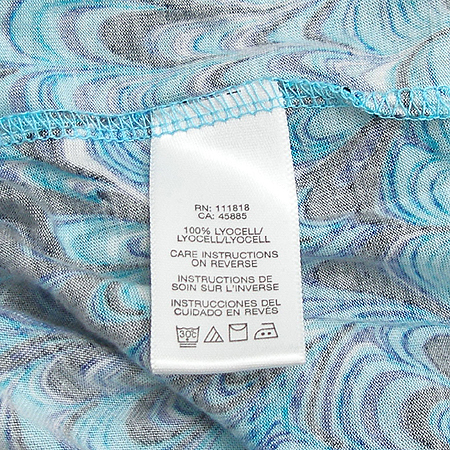 RN: 111818
CA: 45885
100% LYOCELL/
LYOCELL/LYOCELL
CARE INSTRUCTIONS
ON REVERSE
INSTRUCTIONS DE
SOIN SUR L'INVERSE
INSTRUCCIONES DEL
CUIDADO EN REVÉS
30C